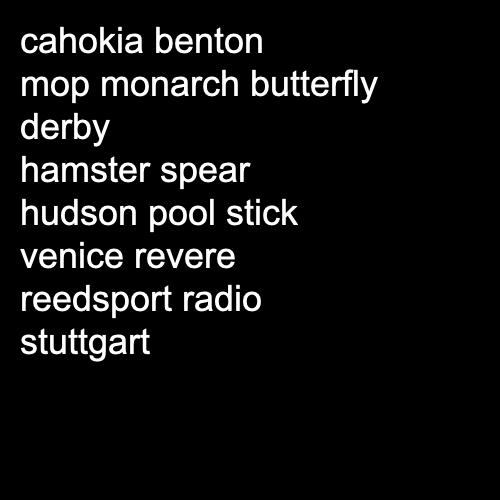 cahokia benton
mop monarch butterfly
derby
hamster spear
hudson pool stick
venice revere
reedsport radio
stuttgart